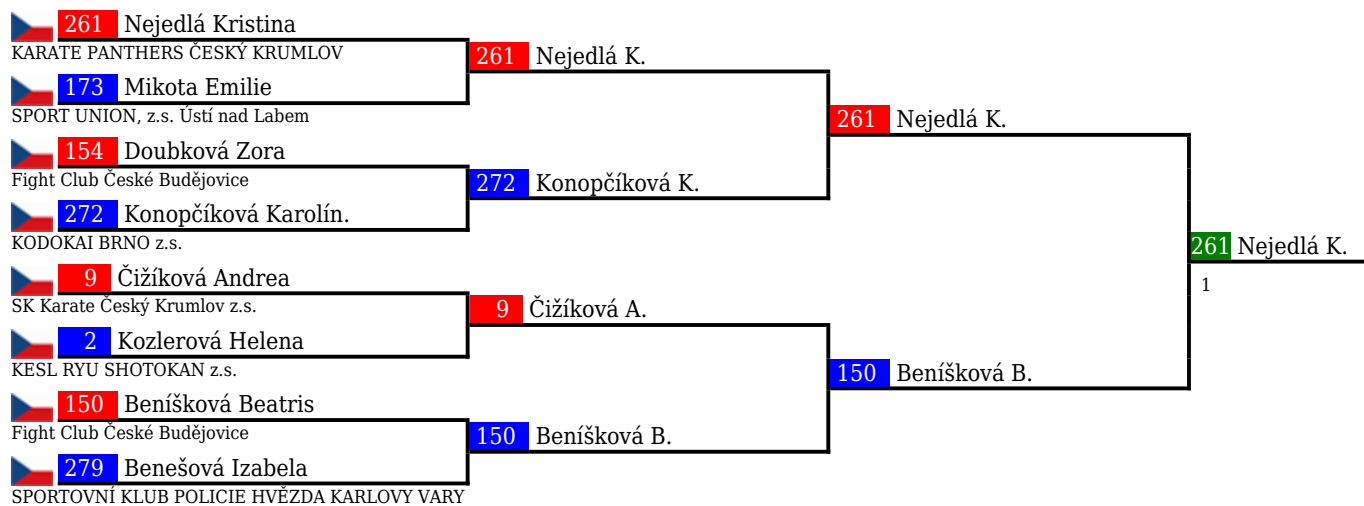 261 Nejedlá Kristina
KARATE PANTHERS ČESKÝ KRUMLOV
173 Mikota Emilie
SPORT UNION, z.s. Ústí nad Labem
154 Doubková Zora
Fight Club České Budějovice
272 Konopčíková Karolín.
KODOKAI BRNO z.s.
9 Čižíková Andrea
SK Karate Český Krumlov z.s.
2 Kozlerová Helena
KESL RYU SHOTOKAN z.s.
150 Beníšková Beatris
Fight Club České Budějovice
279 Benešová Izabela
SPORTOVNÍ KLUB POLICIE HVĚZDA KARLOVY VARY
261 Nejedlá K.
272 Konopčíková K.
9 Čižíková A.
150 Beníšková B.
261 Nejedlá K.
150 Beníšková B.
261 Nejedlá K.
1